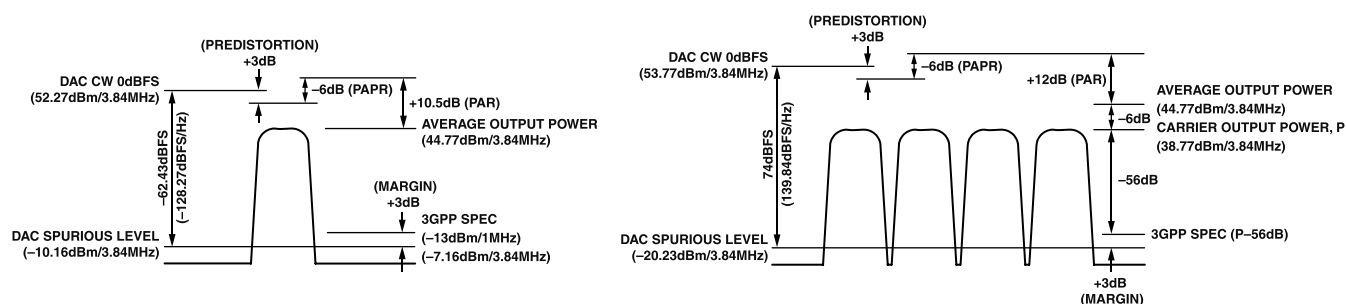 (PREDISTORTION)
+3dB
DAC CW 0dBFS
(52.27dBm/3.84MHz)
–6dB (PAPR)
+10.5dB (PAR)
AVERAGE OUTPUT POWER
(44.77dBm/3.84MHz)
–62.43dBFS
(–128.27dBFS/Hz)
(MARGIN)
+3dB
3GPP SPEC
(–13dBm/1MHz)
(–7.16dBm/3.84MHz)
DAC SPURIOUS LEVEL
(–10.16dBm/3.84MHz)
(PREDISTORTION)
+3dB
DAC CW 0dBFS
(53.77dBm/3.84MHz)
–6dB (PAPR)
+12dB (PAR)
AVERAGE OUTPUT POWER
(44.77dBm/3.84MHz)
–6dB
CARRIER OUTPUT POWER, P
(38.77dBm/3.84MHz)
74dBFS
(139.84dBFS/Hz)
–56dB
3GPP SPEC (P–56dB)
DAC SPURIOUS LEVEL
(–20.23dBm/3.84MHz)
+3dB
(MARGIN)